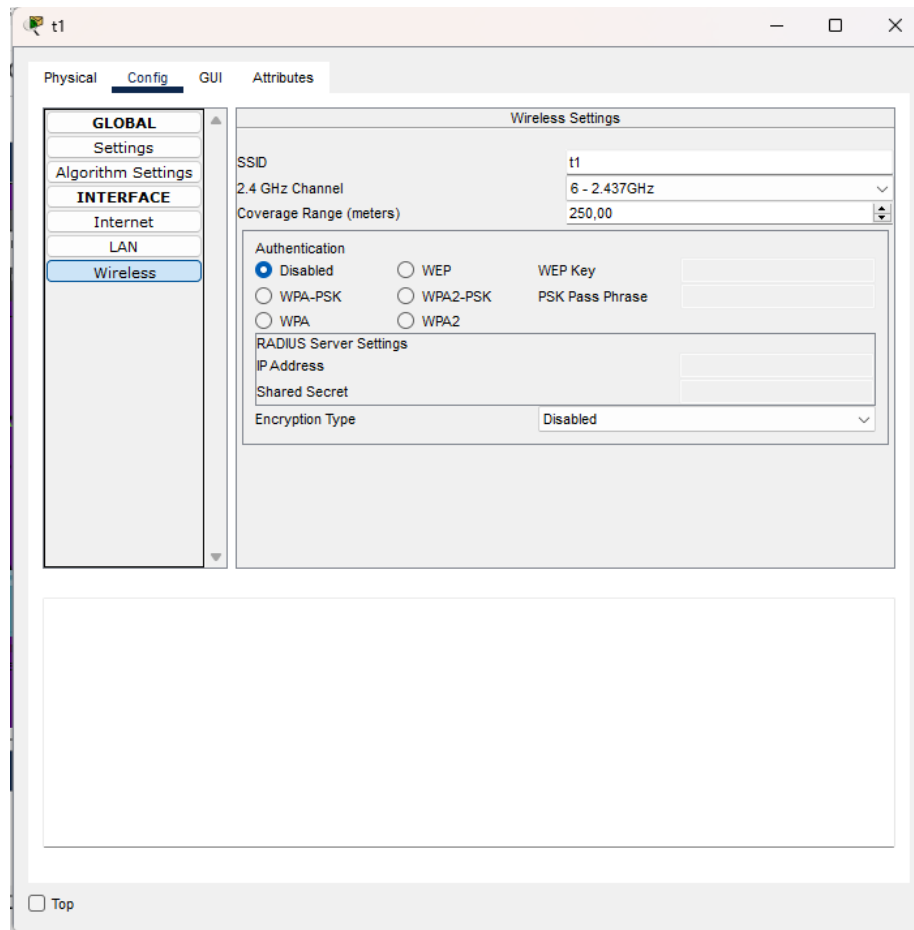 t1
Physical Config GUI Attributes
GLOBAL
Settings
Algorithm Settings
INTERFACE
Internet
LAN
Wireless
Wireless Settings
SSID t1
2.4 GHz Channel 6 - 2.437GHz
Coverage Range (meters) 250,00
Authentication
Disabled WEP WEP Key
WPA-PSK WPA2-PSK PSK Pass Phrase
WPA WPA2
RADIUS Server Settings
IP Address
Shared Secret
Encryption Type Disabled
Top